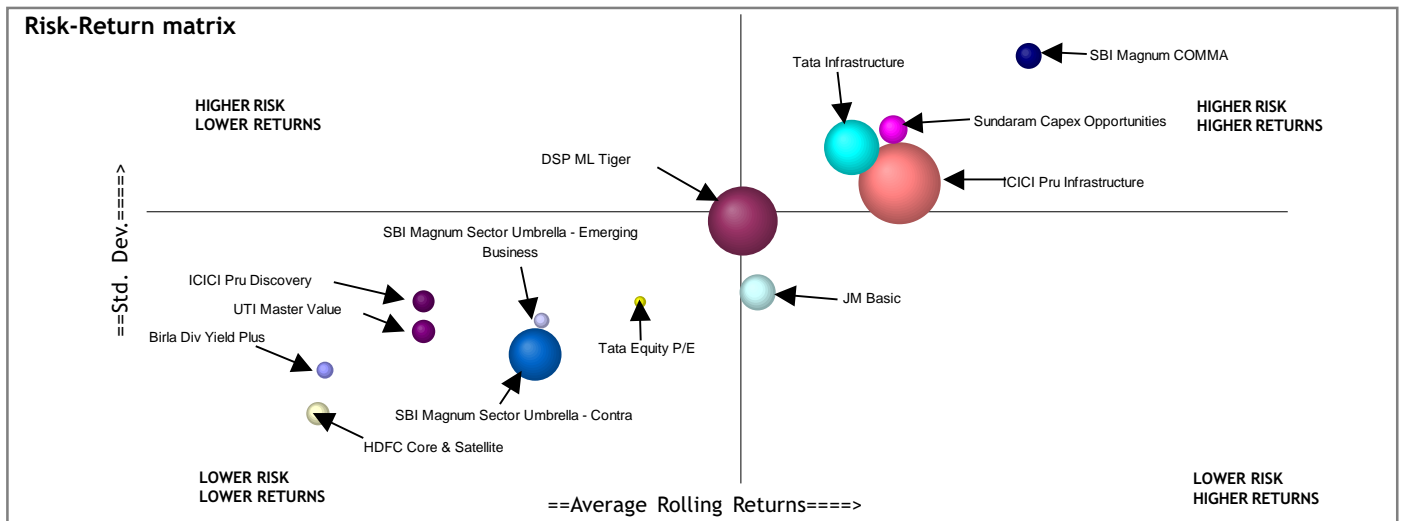 Risk-Return matrix
SBI Magnum COMMA
Tata Infrastructure
HIGHER RISK
LOWER RETURNS
HIGHER RISK
HIGHER RETURNS
Sundaram Capex Opportunities
DSP ML Tiger
ICICI Pru Infrastructure
==Std. Dev.====>
SBI Magnum Sector Umbrella - Emerging
Business
ICICI Pru Discovery
UTI Master Value
JM Basic
Birla Div Yield Plus
Tata Equity P/E
SBI Magnum Sector Umbrella - Contra
HDFC Core & Satellite
LOWER RISK
LOWER RETURNS
LOWER RISK
HIGHER RETURNS
==Average Rolling Returns====>